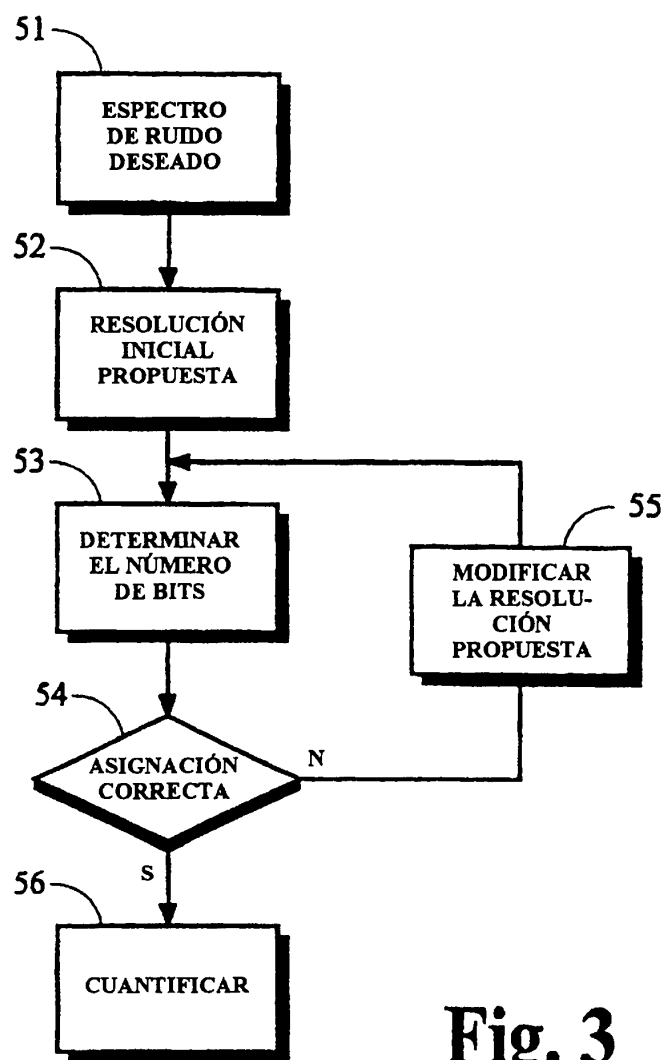 51
ESPECTRO
DE RUIDO
DESEADO
52
RESOLUCIÓN
INICIAL
PROPUESTA
53
DETERMINAR
EL NÚMERO
DE BITS
55
MODIFICAR
LA RESOLU-
CIÓN
PROPUESTA
54
ASIGNACIÓN
CORRECTA
N
S
56
CUANTIFICAR
Fig. 3